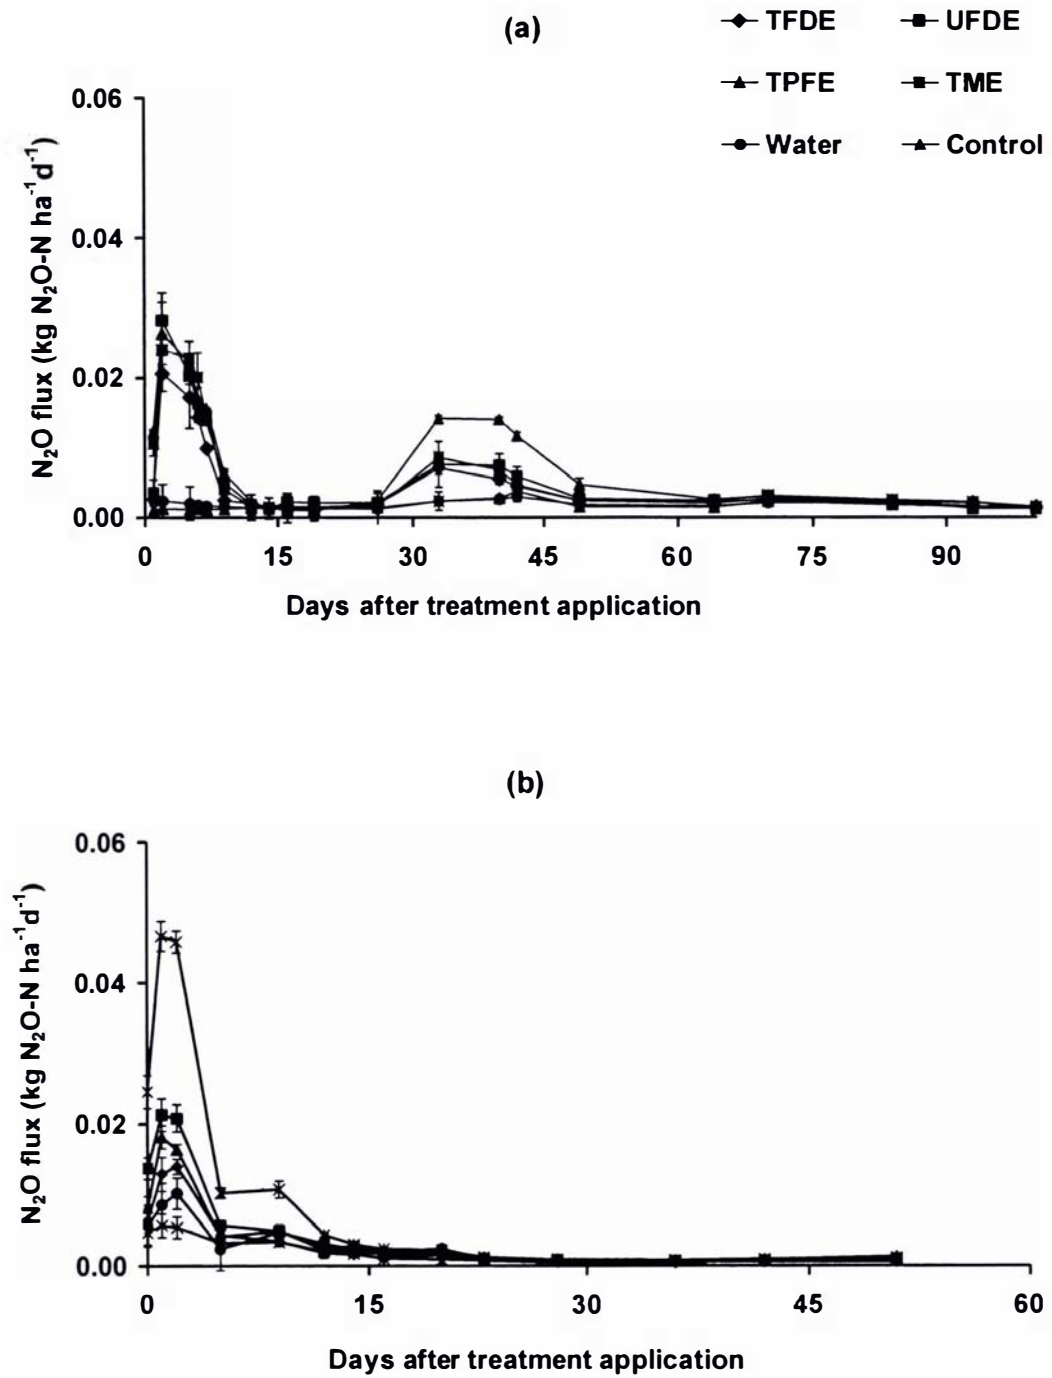 (a)
TFDE UFDE
TPFE TME
Water Control
0.06
0.04
0.02
0.00
N₂O flux (kg N₂O-N ha⁻¹d⁻¹)
0 15 30 45 60 75 90
Days after treatment application
(b)
0.06
0.04
0.02
0.00
N₂O flux (kg N₂O-N ha⁻¹d⁻¹)
0 15 30 45 60
Days after treatment application